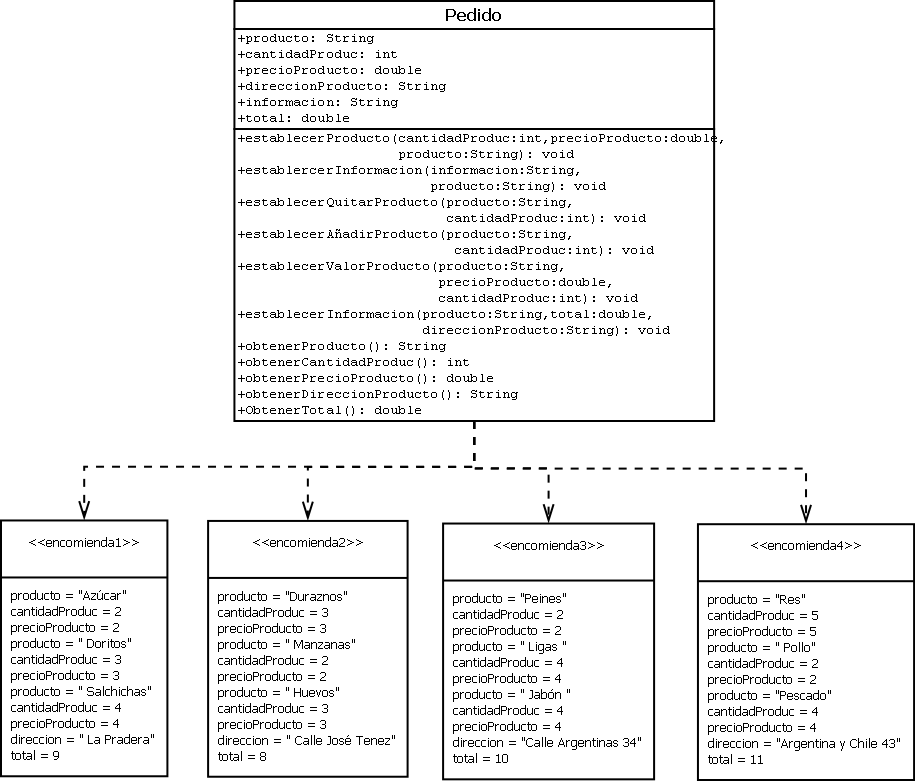 Pedido
+producto: String
+cantidadProduc: int
+precioProducto: double
+direccionProducto: String
+informacion: String
+total: double
+establecerProducto(cantidadProduc:int,precioProducto:double,
producto:String): void
+establercerInformacion(informacion:String,
producto:String): void
+establecerQuitarProducto(producto:String,
cantidadProduc:int): void
+establecerAñadirProducto(producto:String,
cantidadProduc:int): void
+establecerValorProducto(producto:String,
precioProducto:double,
cantidadProduc:int): void
+establecerInformacion(producto:String,total:double,
direccionProducto:String): void
+obtenerProducto(): String
+obtenerCantidadProduc(): int
+obtenerPrecioProducto(): double
+obtenerDireccionProducto(): String
+ObtenerTotal(): double
<<encomienda1>>
producto = "Azúcar"
cantidadProduc = 2
precioProducto = 2
producto = " Doritos"
cantidadProduc = 3
precioProducto = 3
producto = " Salchichas"
cantidadProduc = 4
precioProducto = 4
direccion = " La Pradera"
total = 9
<<encomienda2>>
producto = "Duraznos"
cantidadProduc = 3
precioProducto = 3
producto = " Manzanas"
cantidadProduc = 2
precioProducto = 2
producto = " Huevos"
cantidadProduc = 3
precioProducto = 3
direccion = " Calle José Tenez"
total = 8
<<encomienda3>>
producto = "Peines"
cantidadProduc = 2
precioProducto = 2
producto = " Ligas "
cantidadProduc = 4
precioProducto = 4
producto = " Jabón "
cantidadProduc = 4
precioProducto = 4
direccion = "Calle Argentinas 34"
total = 10
<<encomienda4>>
producto = "Res"
cantidadProduc = 5
precioProducto = 5
producto = " Pollo"
cantidadProduc = 2
precioProducto = 2
producto = "Pescado"
cantidadProduc = 4
precioProducto = 4
direccion = "Argentina y Chile 43"
total = 11